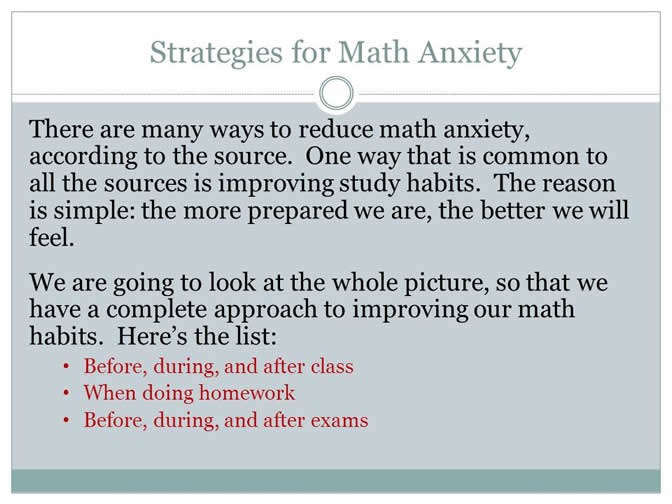 Strategies for Math Anxiety
There are many ways to reduce math anxiety,
according to the source.  One way that is common to
all the sources is improving study habits.  The reason
is simple: the more prepared we are, the better we will
feel.
We are going to look at the whole picture, so that we
have a complete approach to improving our math
habits.  Here’s the list:
• Before, during, and after class
• When doing homework
• Before, during, and after exams